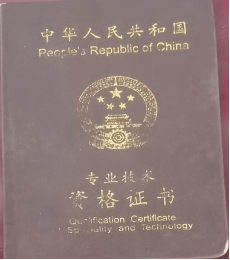 中华人民共和国
People's Republic of China
专业技术
资格证书
Qualification Certificate
Speciality and Technology